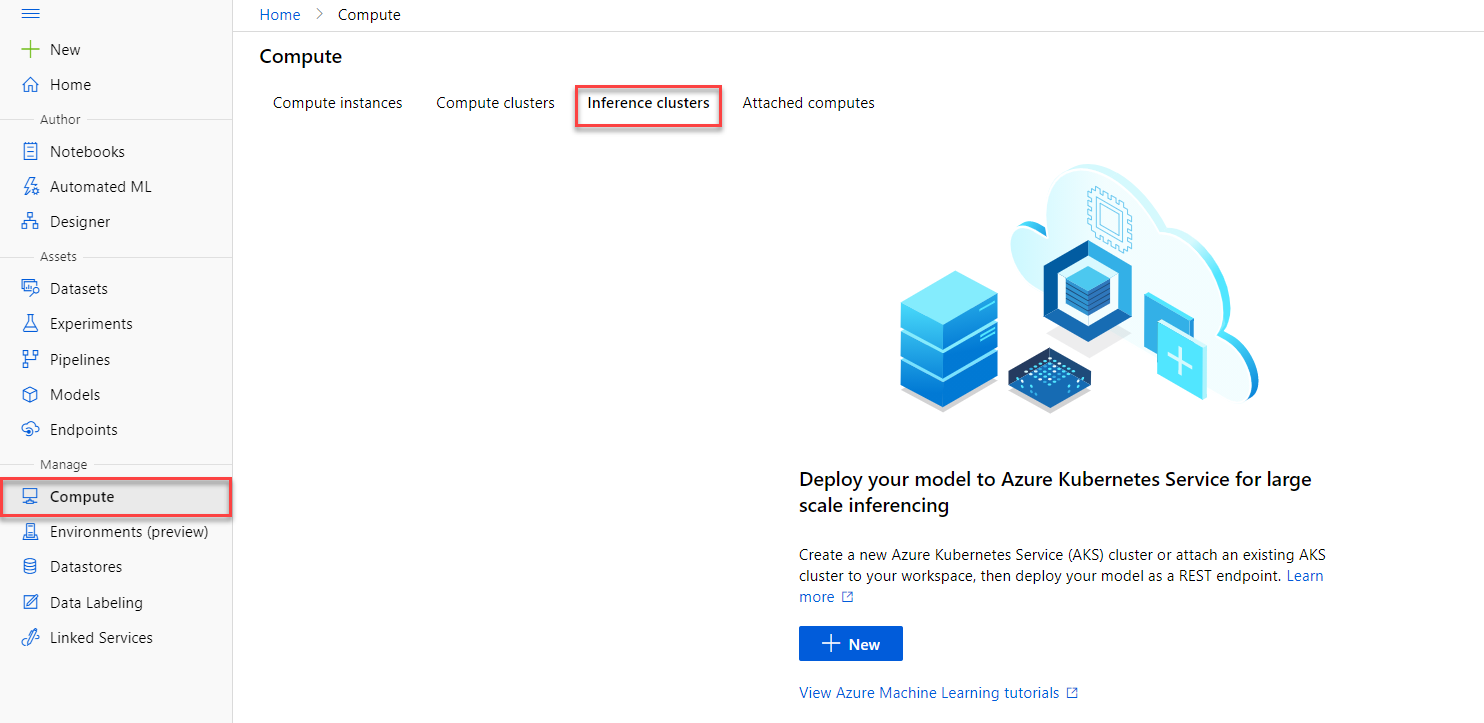 New
Home
Author
Notebooks
Automated ML
Designer
Assets
Datasets
Experiments
Pipelines
Models
Endpoints
Manage
Compute
Environments (preview)
Datastores
Data Labeling
Linked Services
Home > Compute
Compute
Compute instances Compute clusters Inference clusters Attached computes
Deploy your model to Azure Kubernetes Service for large
scale inferencing
Create a new Azure Kubernetes Service (AKS) cluster or attach an existing AKS
cluster to your workspace, then deploy your model as a REST endpoint. Learn
more
New
View Azure Machine Learning tutorials